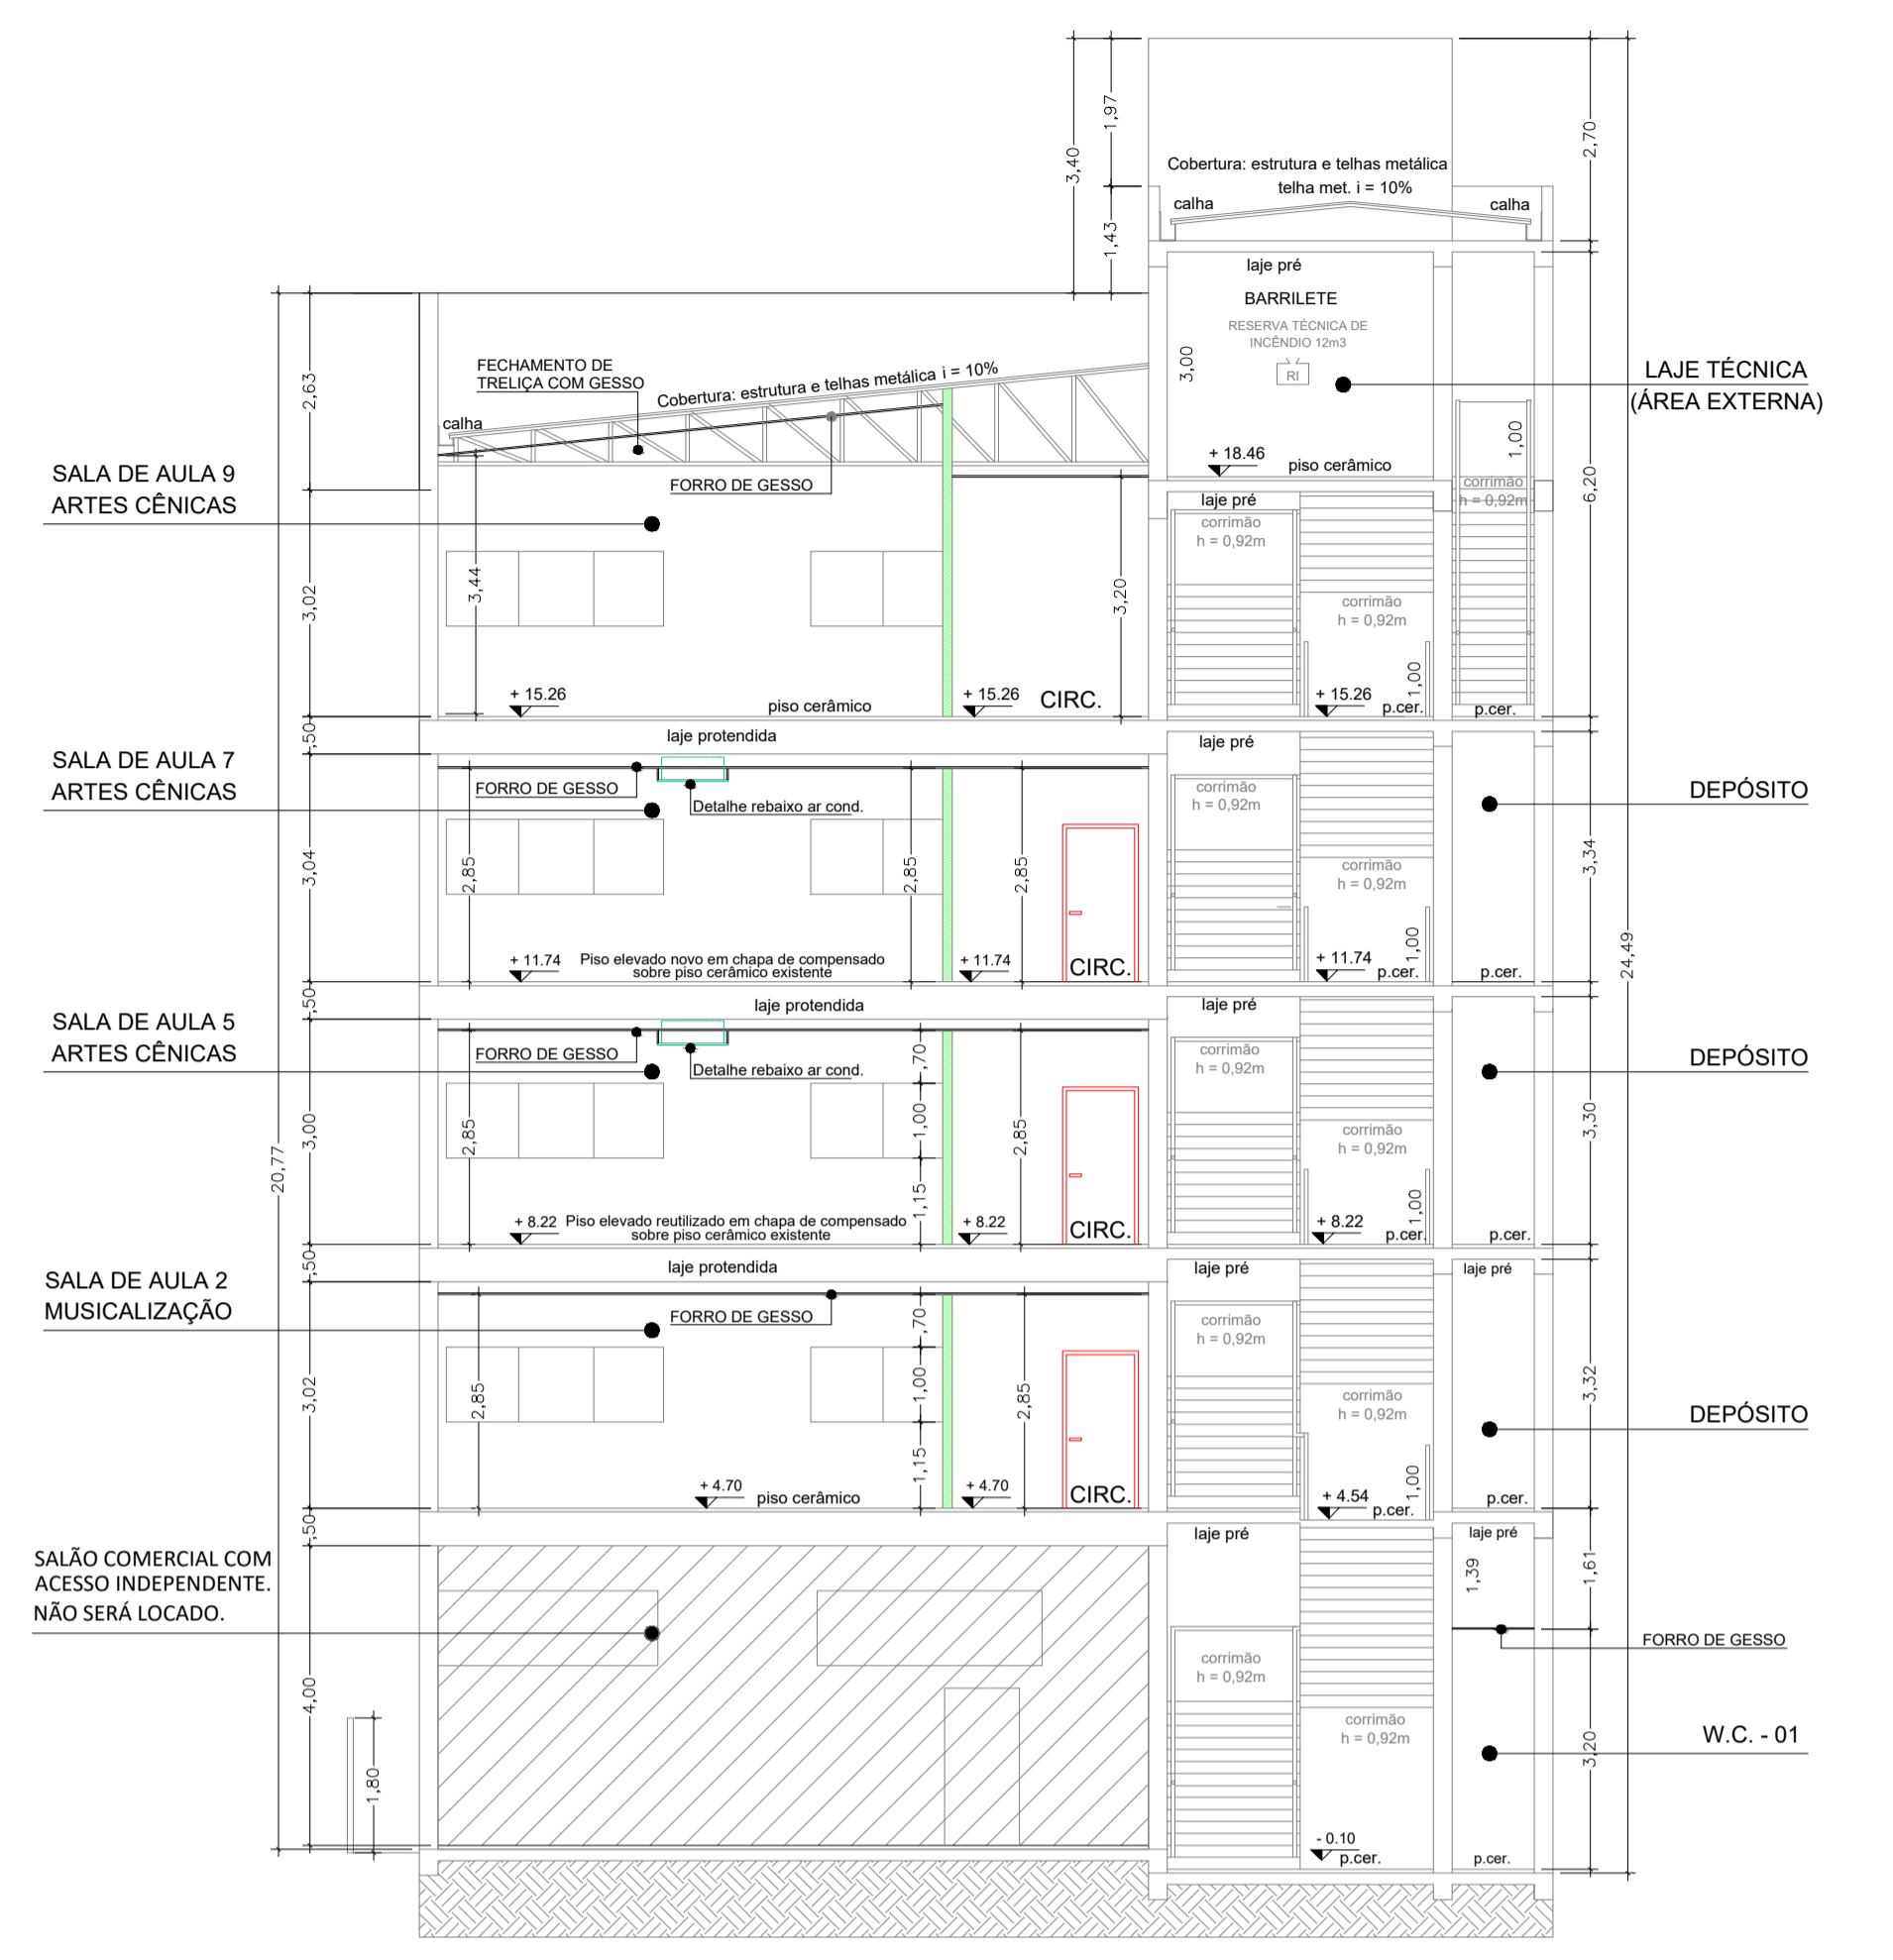 1,97
3,40
2,70
Cobertura: estrutura e telhas metálica
telha met. i = 10%
calha
calha
1,43
laje pré
BARRILETE
RESERVA TÉCNICA DE
INCÊNDIO 12m3
RI
3,00
LAJE TÉCNICA
(ÁREA EXTERNA)
2,63
FECHAMENTO DE
TRELIÇA COM GESSO
Cobertura: estrutura e telhas metálica i = 10%
calha
1,00
+ 18.46
piso cerâmico
SALA DE AULA 9
ARTES CÊNICAS
FORRO DE GESSO
corrimão
h = 0,92m
6,20
laje pré
corrimão
h = 0,92m
3,02
3,44
3,20
corrimão
h = 0,92m
+ 15.26
piso cerâmico
+ 15.26
CIRC.
+ 15.26
1,00
p.cer.
p.cer.
,50
laje protendida
laje pré
SALA DE AULA 7
ARTES CÊNICAS
FORRO DE GESSO
Detalhe rebaixo ar cond.
corrimão
h = 0,92m
DEPÓSITO
3,04
2,85
2,85
2,85
corrimão
h = 0,92m
3,34
24,49
+ 11.74
Piso elevado novo em chapa de compensado
sobre piso cerâmico existente
+ 11.74
CIRC.
+ 11.74
1,00
p.cer.
p.cer.
,50
laje protendida
laje pré
SALA DE AULA 5
ARTES CÊNICAS
FORRO DE GESSO
Detalhe rebaixo ar cond.
,70
corrimão
h = 0,92m
DEPÓSITO
3,00
2,85
1,00
2,85
corrimão
h = 0,92m
3,30
20,77
1,15
+ 8.22
Piso elevado reutilizado em chapa de compensado
sobre piso cerâmico existente
+ 8.22
CIRC.
+ 8.22
1,00
p.cer.
p.cer.
,50
laje protendida
laje pré
laje pré
SALA DE AULA 2
MUSICALIZAÇÃO
FORRO DE GESSO
,70
corrimão
h = 0,92m
3,02
2,85
1,00
2,85
corrimão
h = 0,92m
3,32
DEPÓSITO
1,15
+ 4.70
piso cerâmico
+ 4.70
CIRC.
+ 4.54
1,00
p.cer.
p.cer.
,50
laje pré
laje pré
SALÃO COMERCIAL COM
ACESSO INDEPENDENTE.
NÃO SERÁ LOCADO.
1,39
1,61
FORRO DE GESSO
corrimão
h = 0,92m
4,00
corrimão
h = 0,92m
W.C. - 01
3,20
1,80
- 0.10
p.cer.
p.cer.